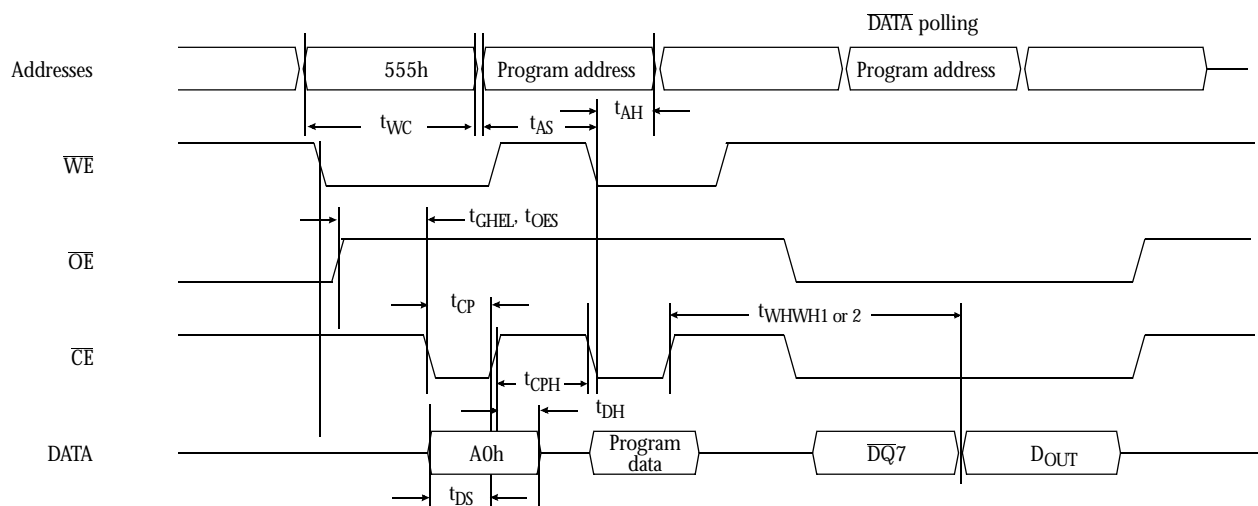 DATA polling
Addresses
555h
Program address
Program address
tAH
tWC
tAS
WE
tGHEL, tOES
OE
tCP
tWHWH1 or 2
CE
tCPH
tDH
DATA
A0h
Program
data
DQ7
DOUT
tDS